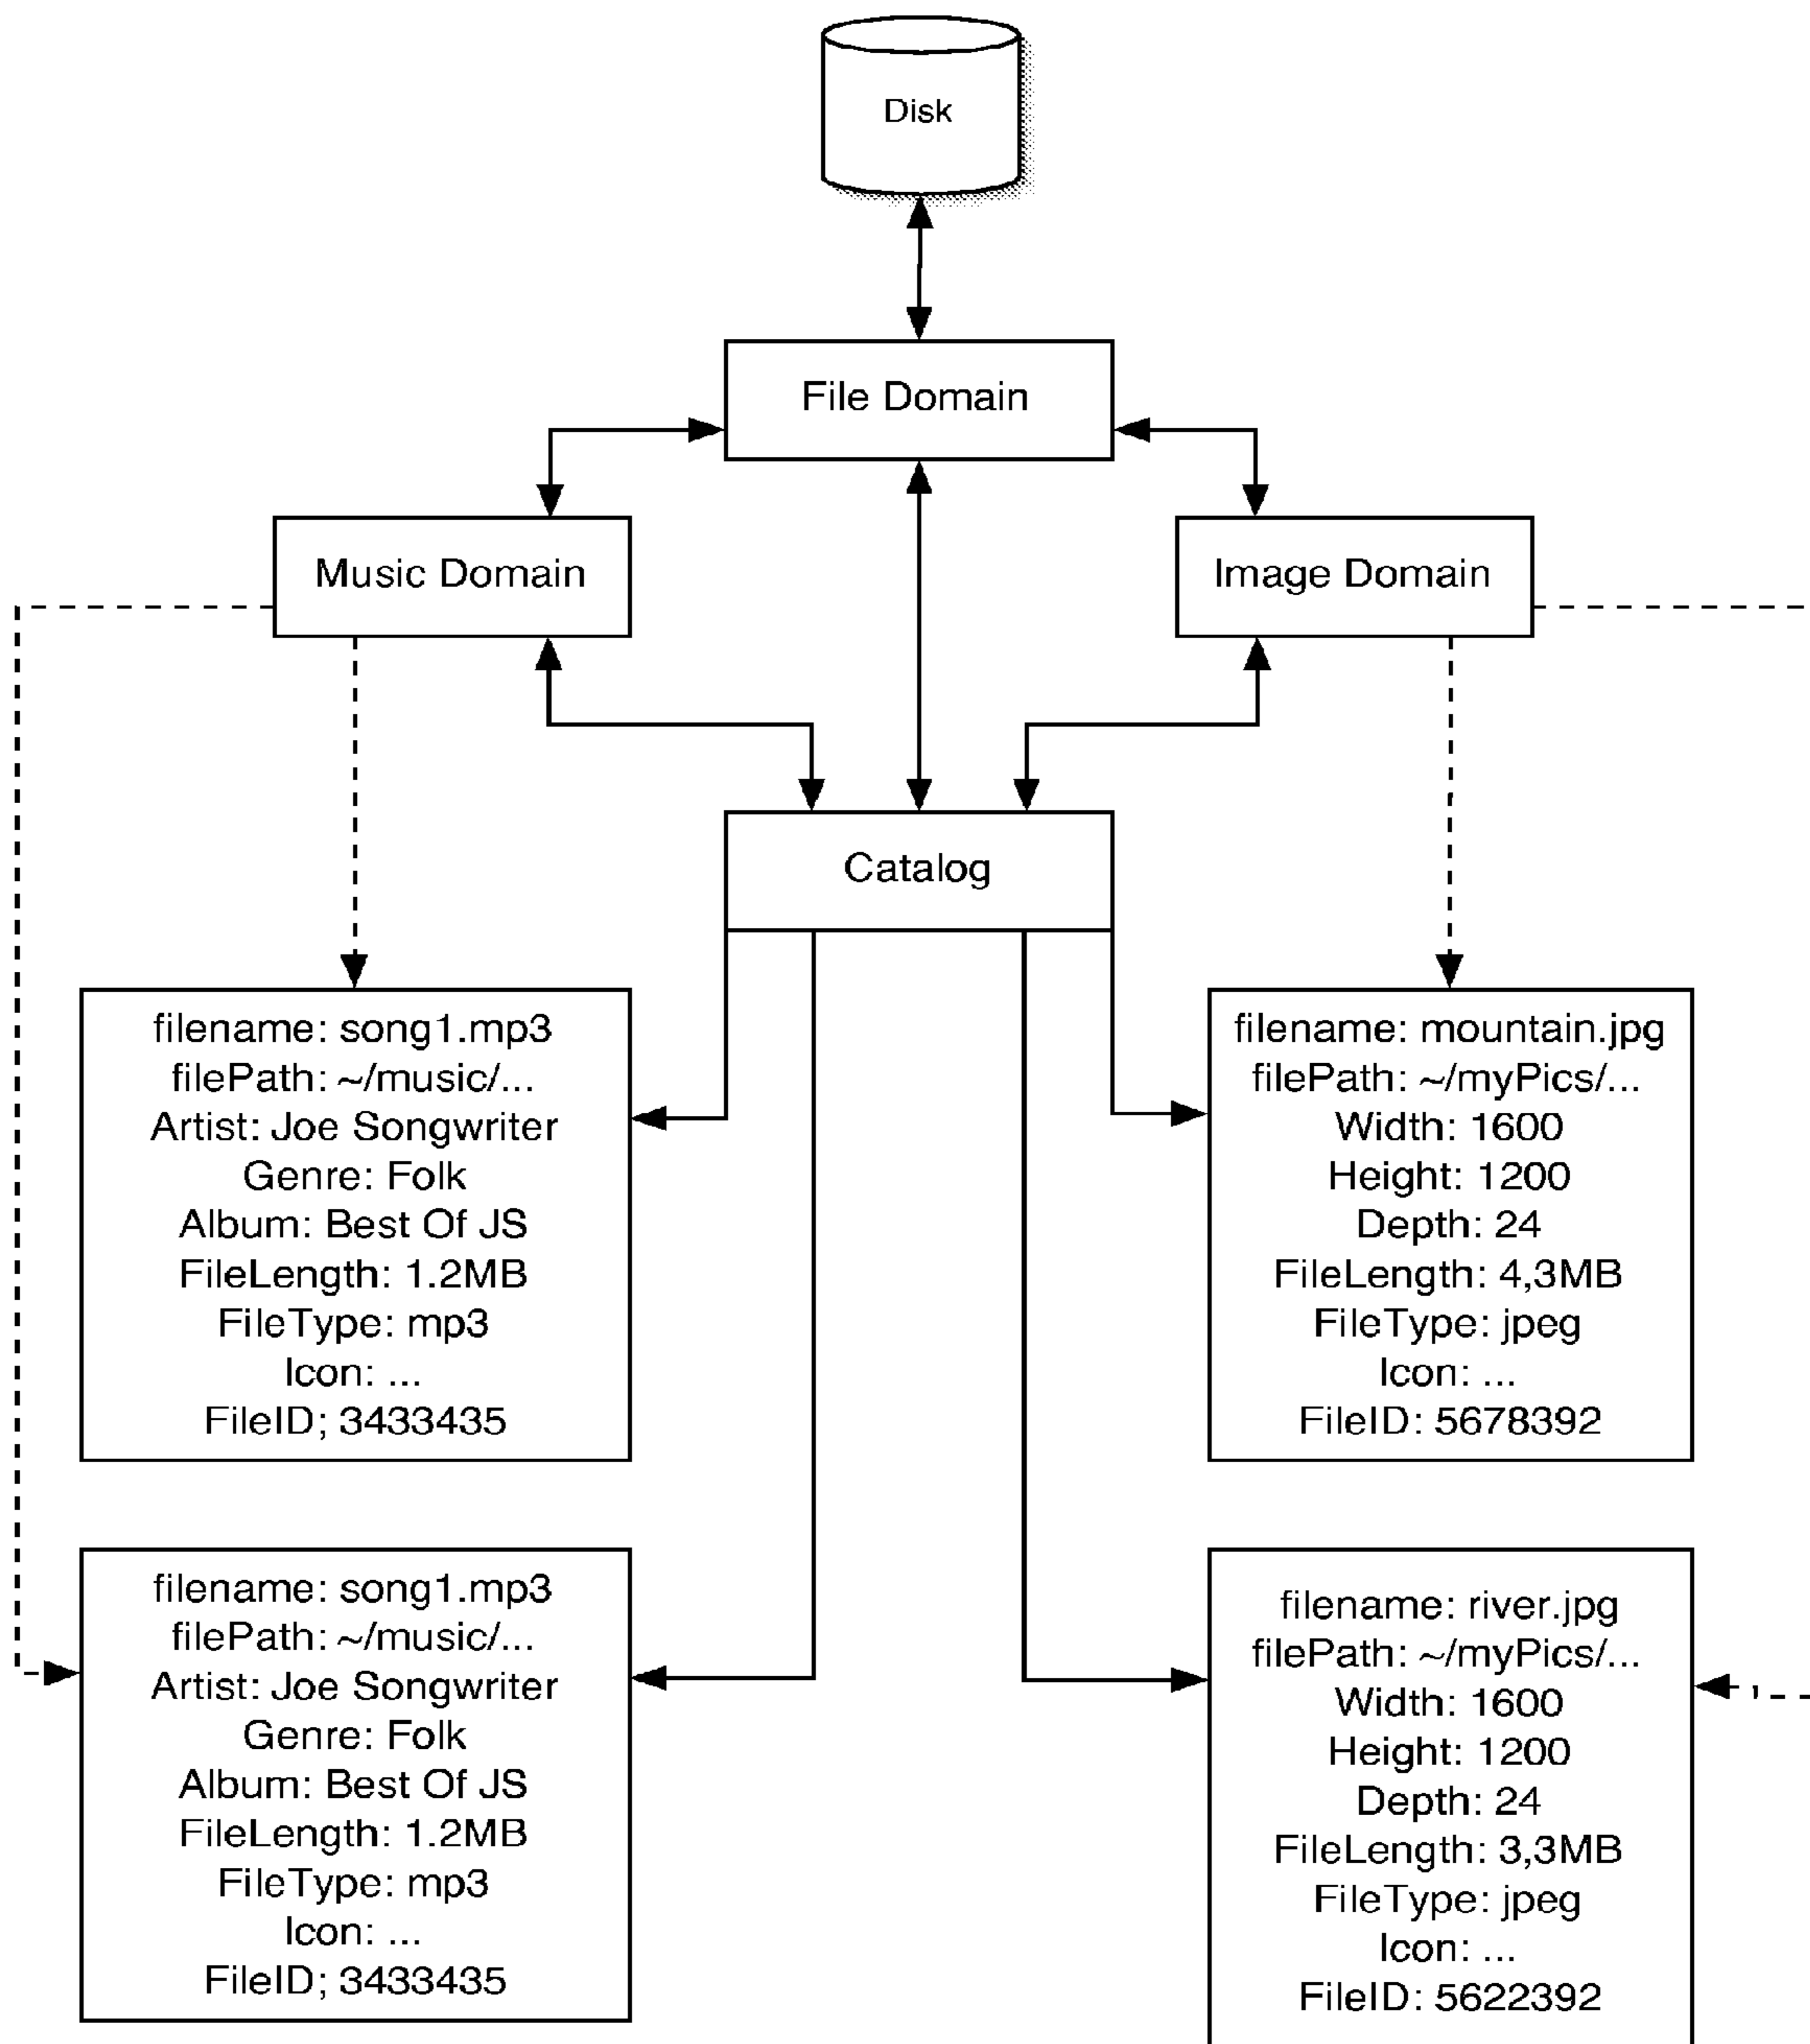 Disk
File Domain
Music Domain
Image Domain
Catalog
filename: song1.mp3
filePath: ~/music/...
Artist: Joe Songwriter
Genre: Folk
Album: Best Of JS
FileLength: 1.2MB
FileType: mp3
Icon: ...
FileID; 3433435
filename: mountain.jpg
filePath: ~/myPics/...
Width: 1600
Height: 1200
Depth: 24
FileLength: 4,3MB
FileType: jpeg
Icon: ...
FileID: 5678392
filename: song1.mp3
filePath: ~/music/...
Artist: Joe Songwriter
Genre: Folk
Album: Best Of JS
FileLength: 1.2MB
FileType: mp3
Icon: ...
FileID; 3433435
filename: river.jpg
filePath: ~/myPics/...
Width: 1600
Height: 1200
Depth: 24
FileLength: 3,3MB
FileType: jpeg
Icon: ...
FileID: 5622392